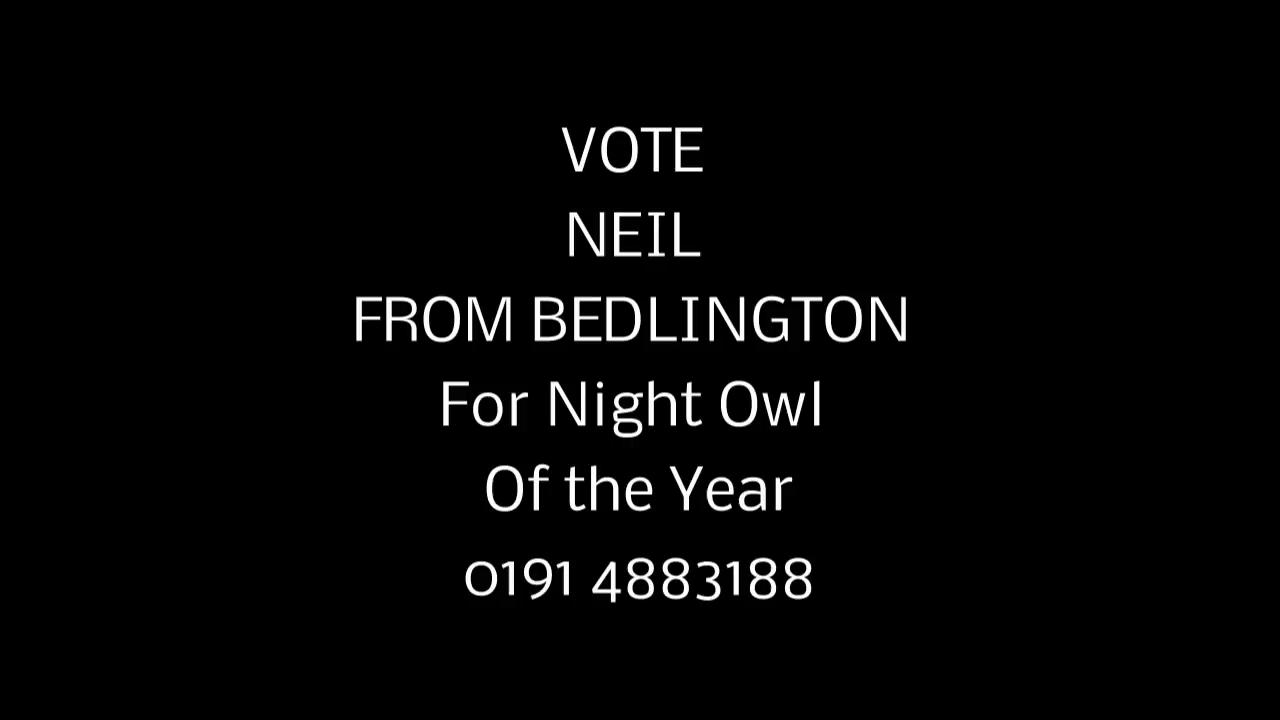 VOTE
NEIL
FROM BEDLINGTON
For Night Owl
Of the Year
0191 4883188